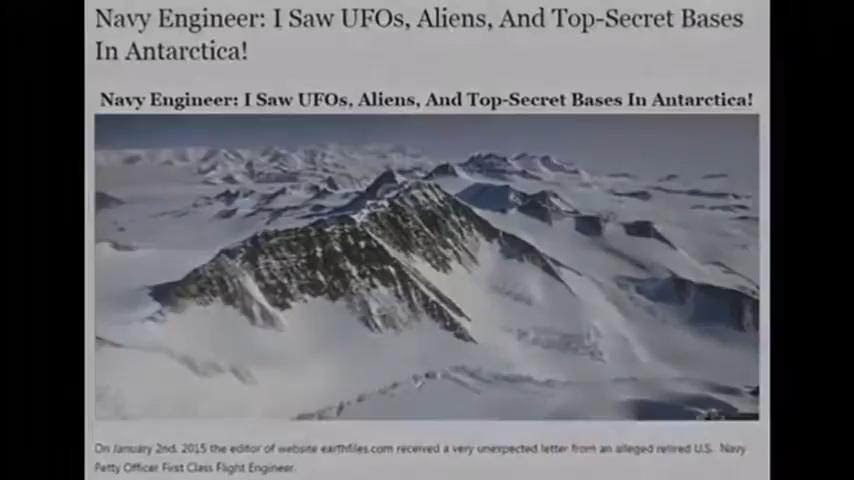 Navy Engineer: I Saw UFOs, Aliens, And Top-Secret Bases
In Antarctica!
Navy Engineer: I Saw UFOs, Aliens, And Top-Secret Bases In Antarctica!
On January 2nd, 2015 the editor of website earthfiles.com received a very unexpected letter from an alleged retired U.S. Navy
Petty Officer First Class Flight Engineer.